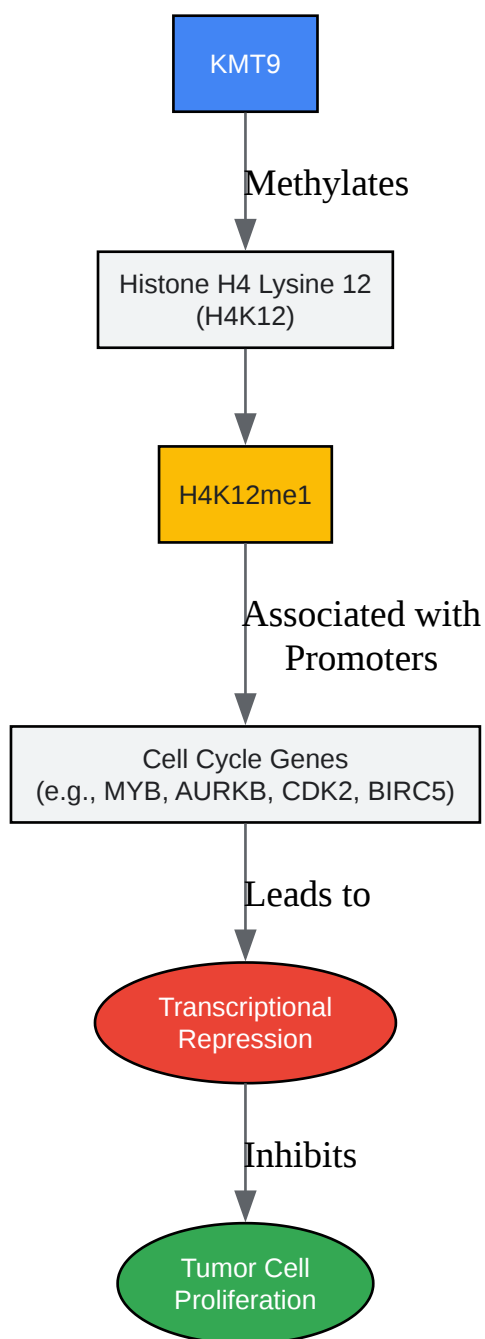 KMT9
Methylates
Histone H4 Lysine 12
(H4K12)
H4K12me1
Associated with
Promoters
Cell Cycle Genes
(e.g., MYB, AURKB, CDK2, BIRC5)
Leads to
Transcriptional
Repression
Inhibits
Tumor Cell
Proliferation